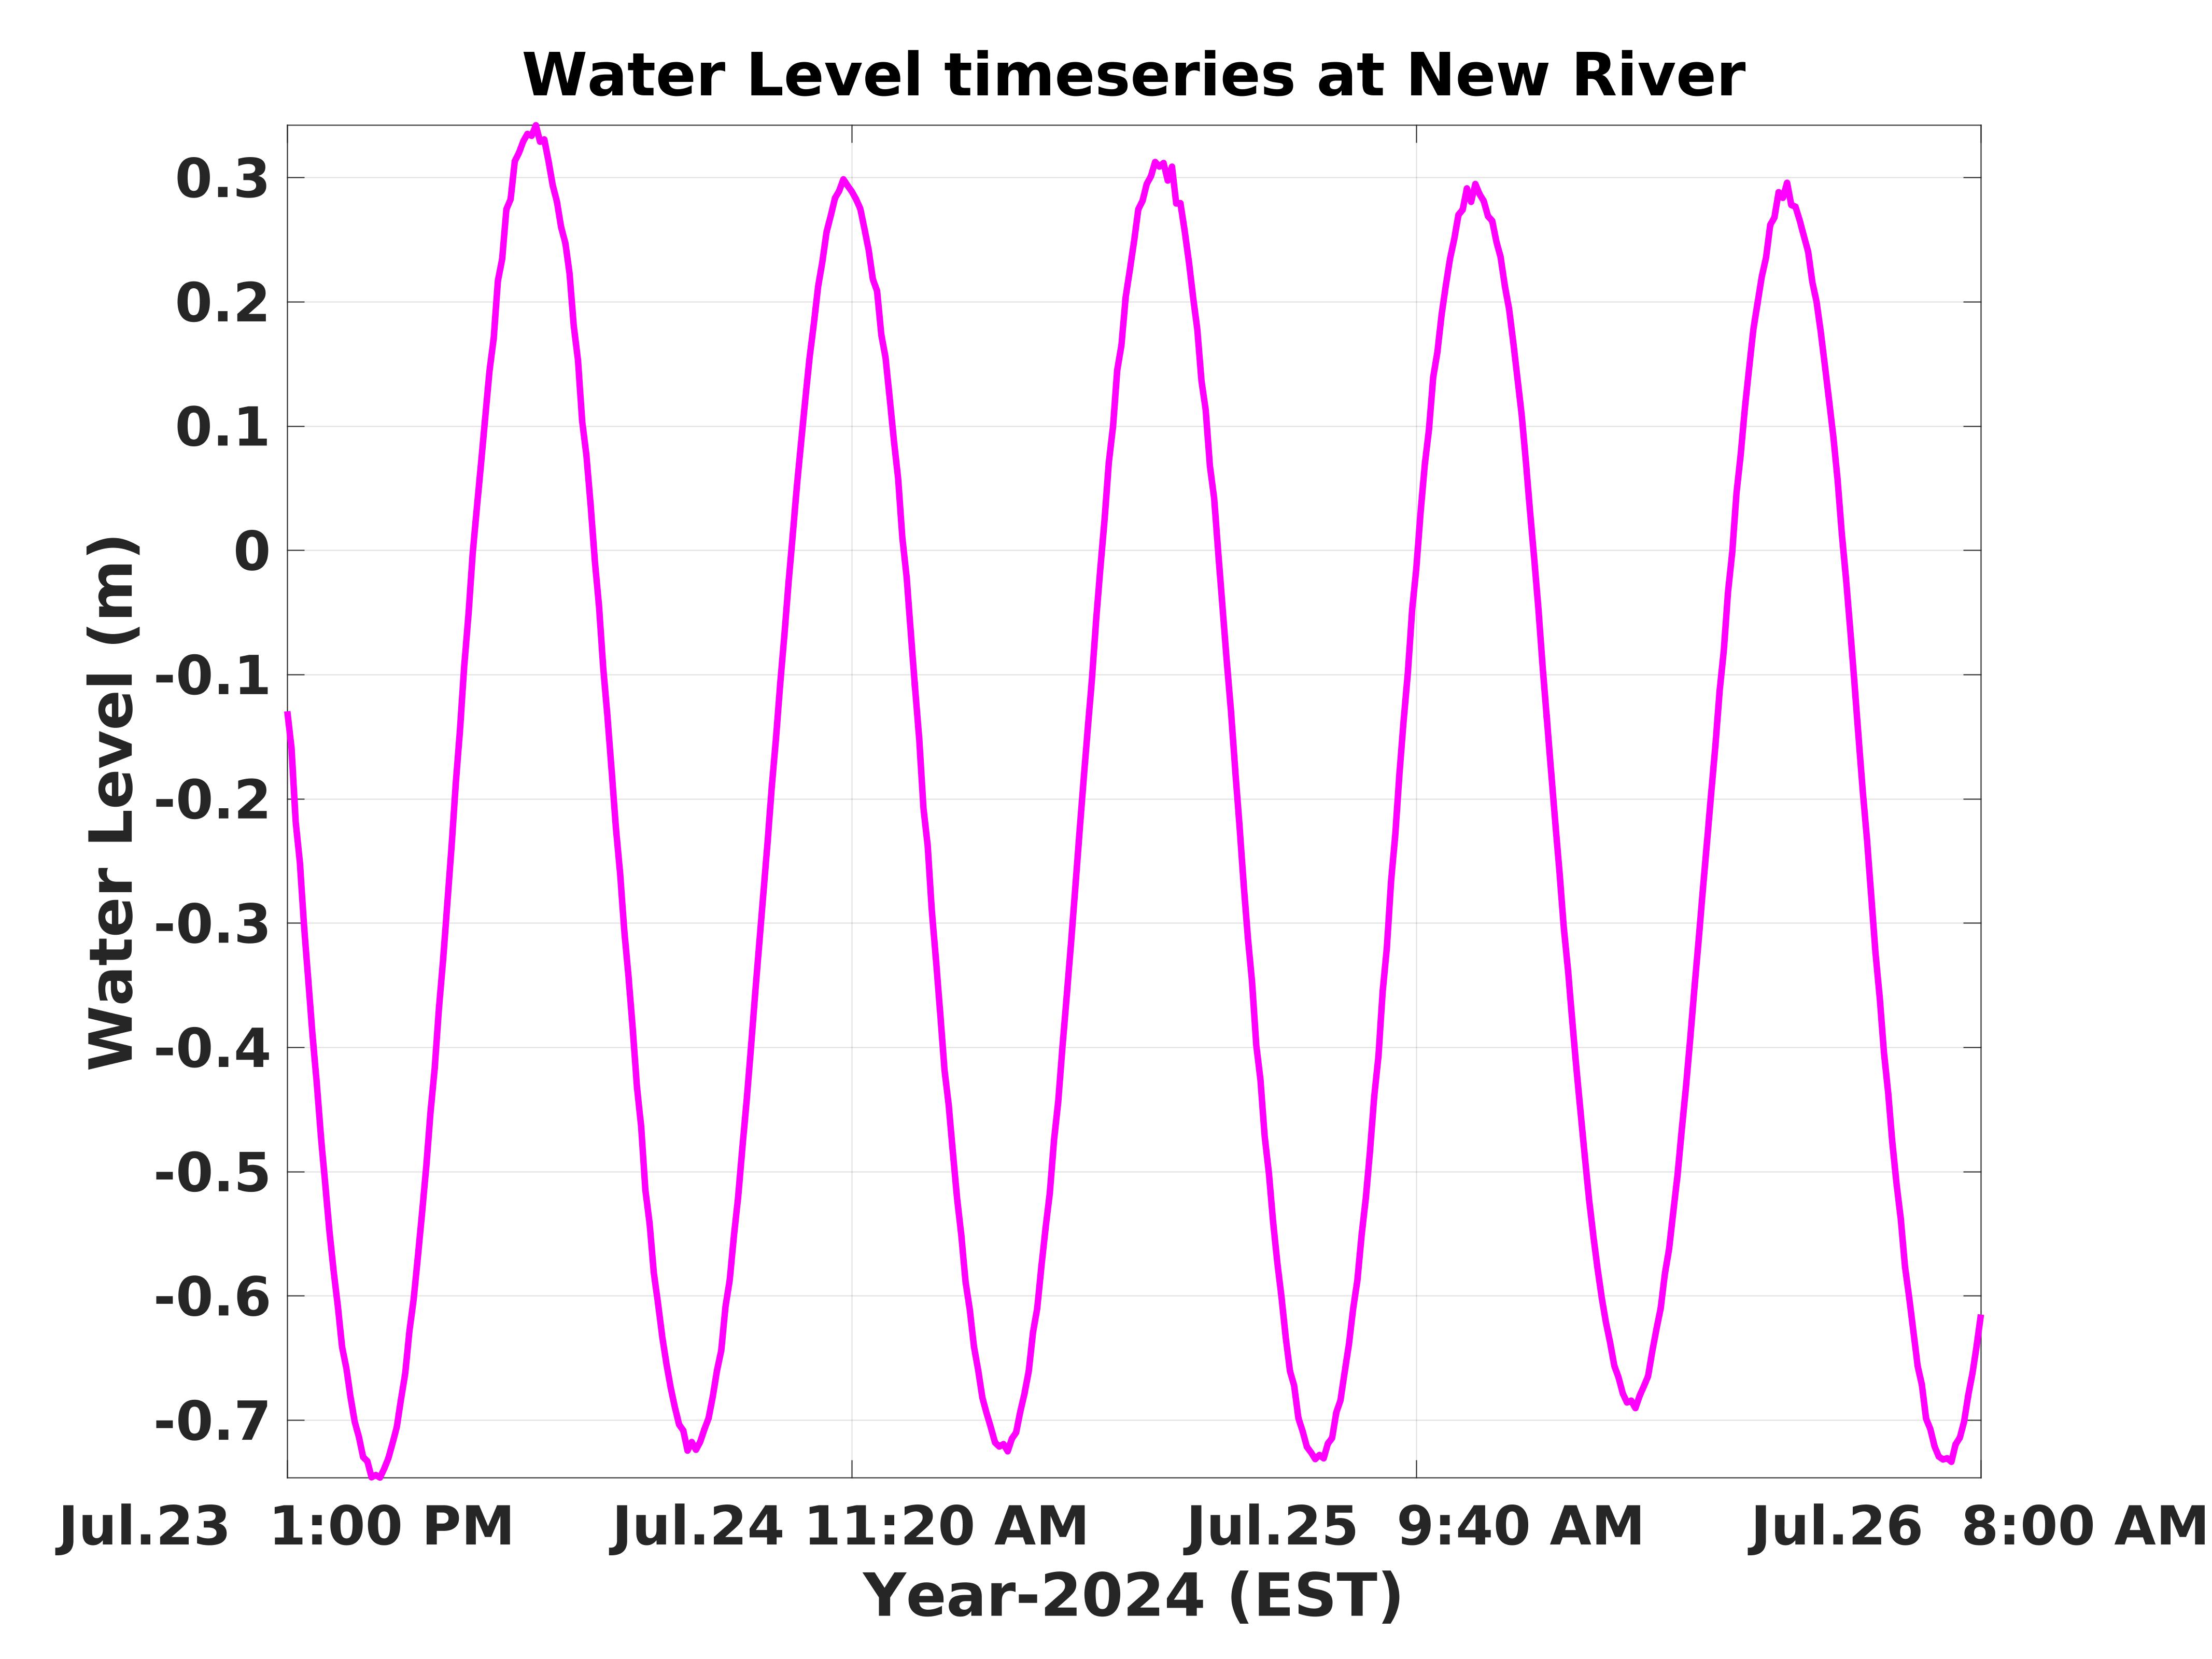 Water Level timeseries at New River
0.3
0.2
0.1
0
-0.1
-0.2
-0.3
-0.4
-0.5
-0.6
-0.7
Water Level (m)
Jul.23 1:00 PM Jul.24 11:20 AM Jul.25 9:40 AM Jul.26 8:00 AM
Year-2024 (EST)